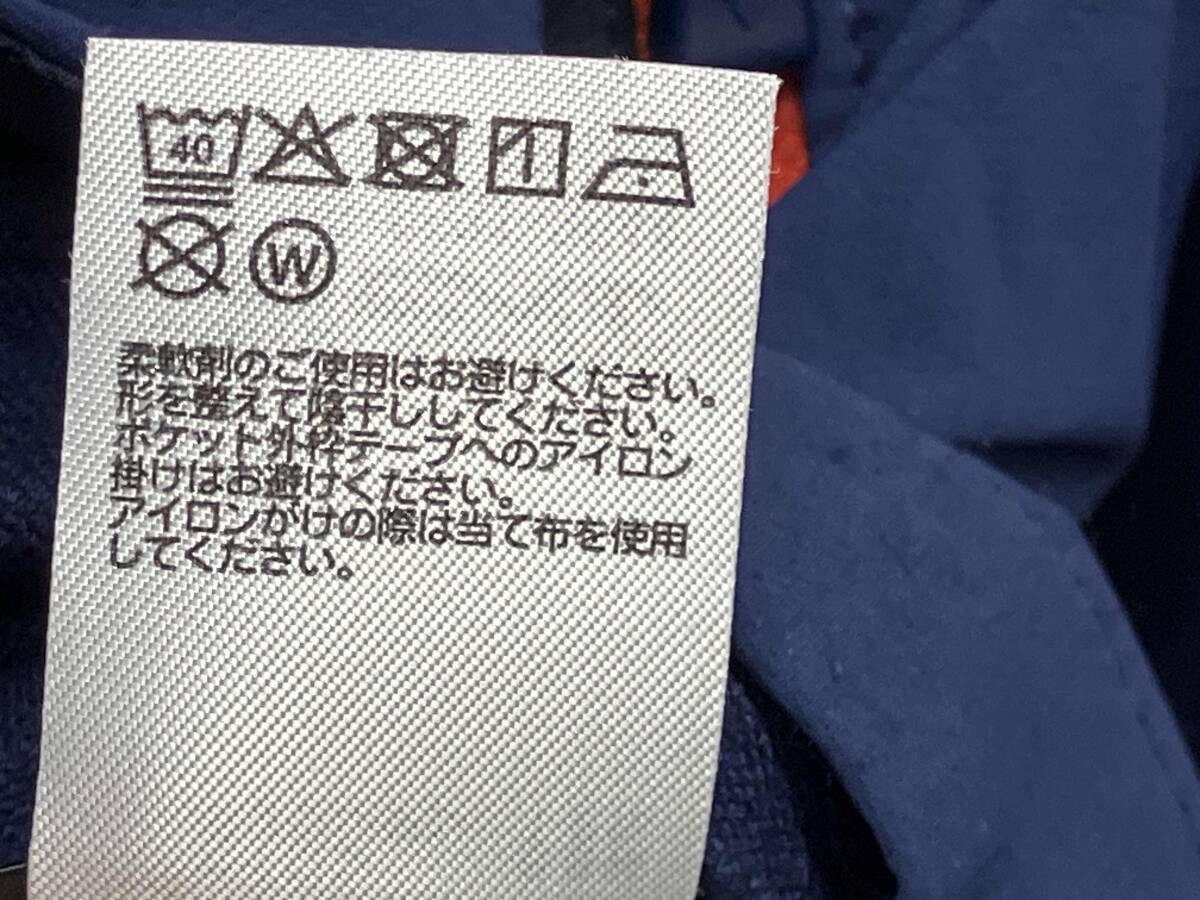 40
W
柔軟剤のご使用はお避けください。
形を整えて陰干ししてください。
ポケット外枠テープへのアイロン
掛けはお避けください。
アイロンがけの際は当て布を使用
してください。